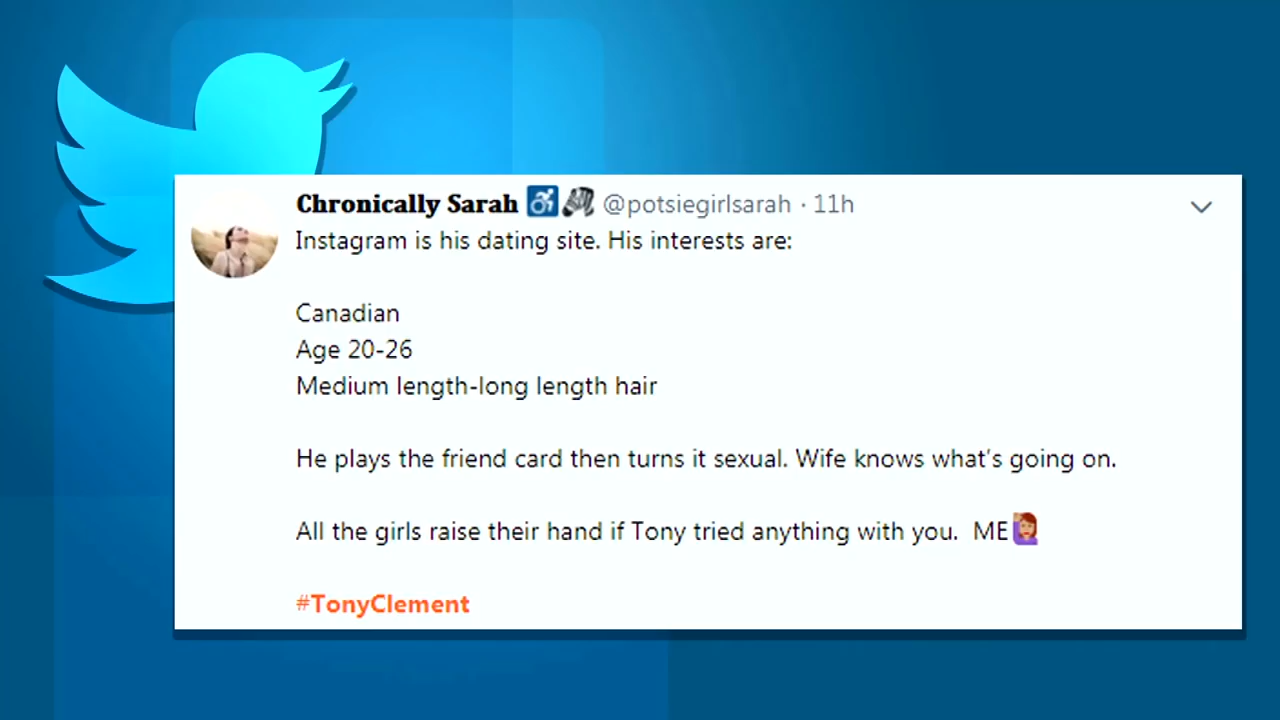 Chronically Sarah ♿🦓 @potsiegirlsarah · 11h
Instagram is his dating site. His interests are:
Canadian
Age 20-26
Medium length-long length hair
He plays the friend card then turns it sexual. Wife knows what's going on.
All the girls raise their hand if Tony tried anything with you.  ME🙋
#TonyClement